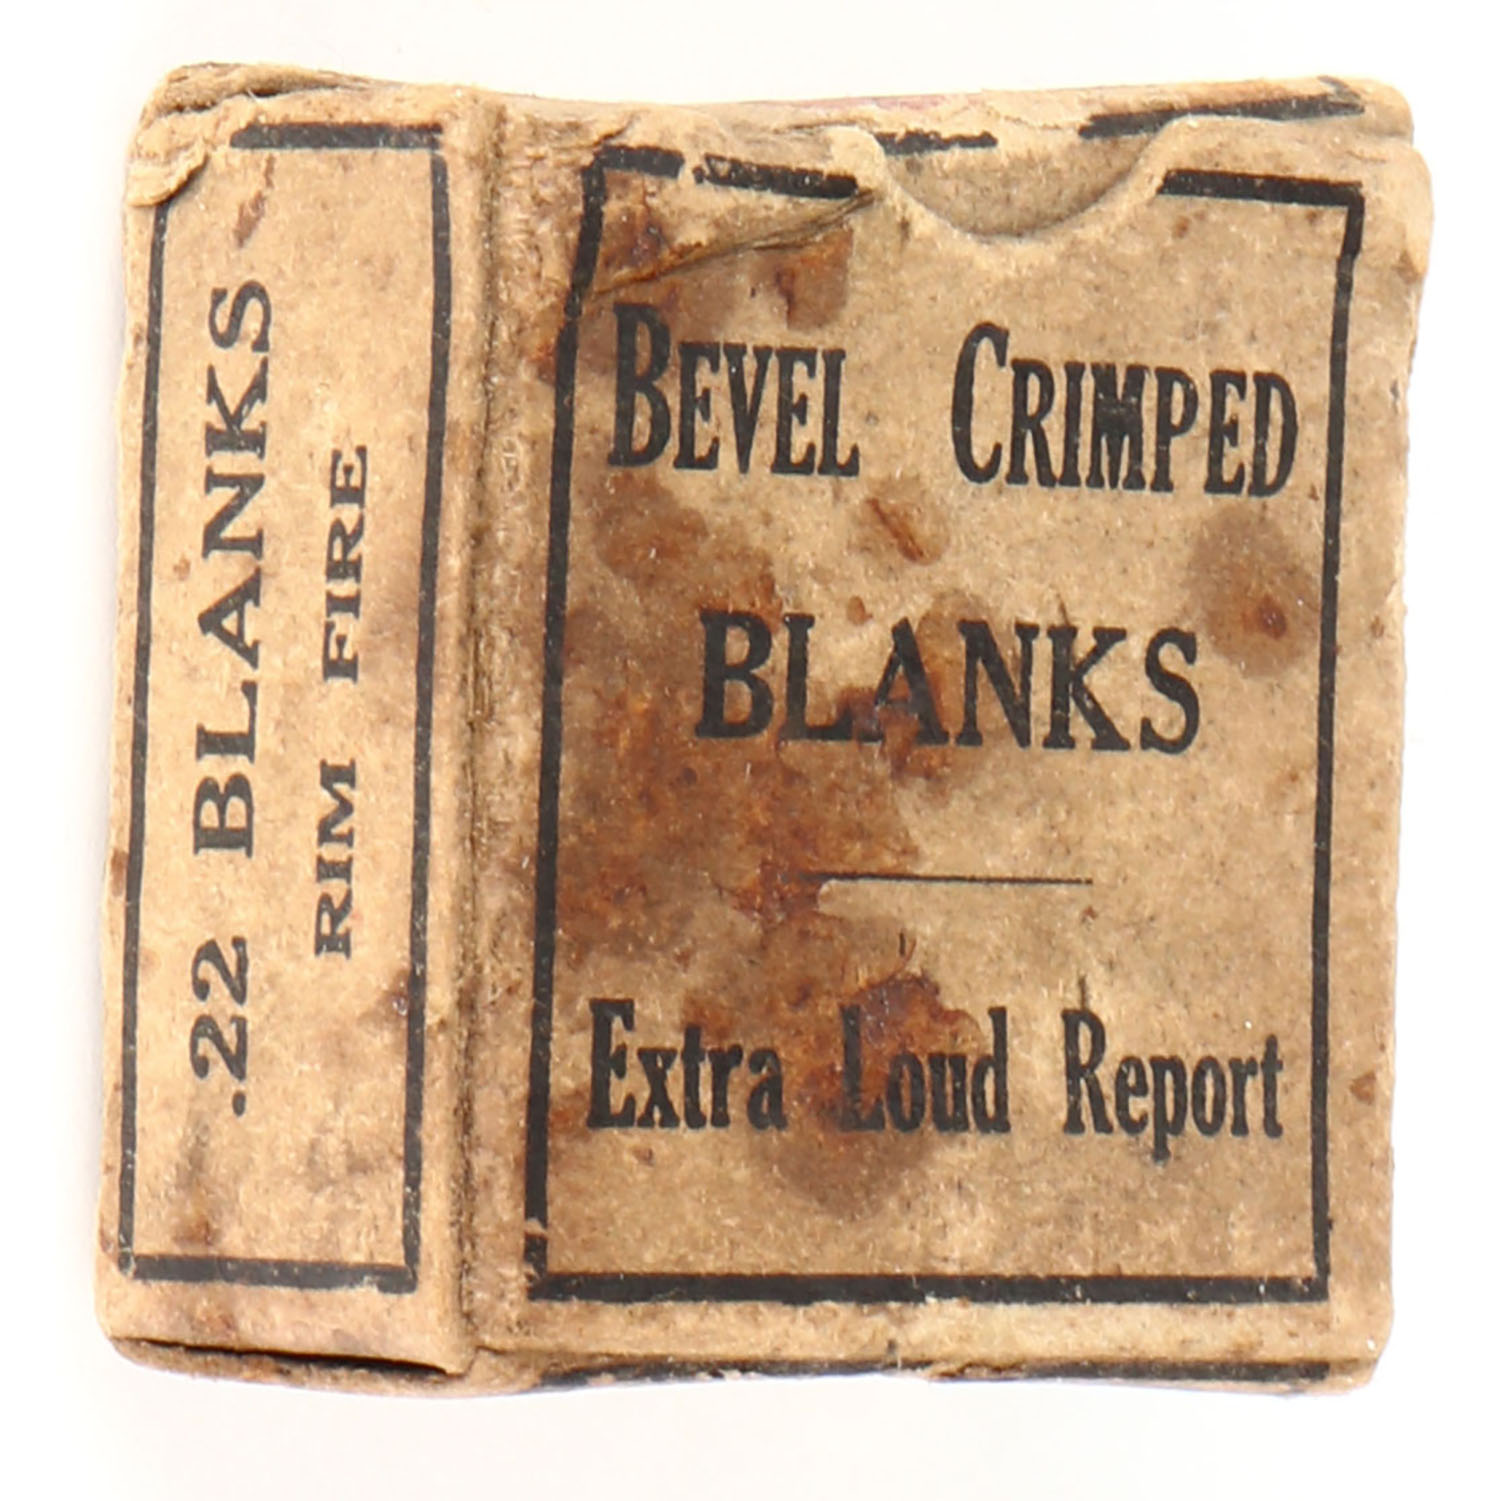 .22 BLANKS
RIM FIRE
BEVEL CRIMPED
BLANKS
Extra Loud Report